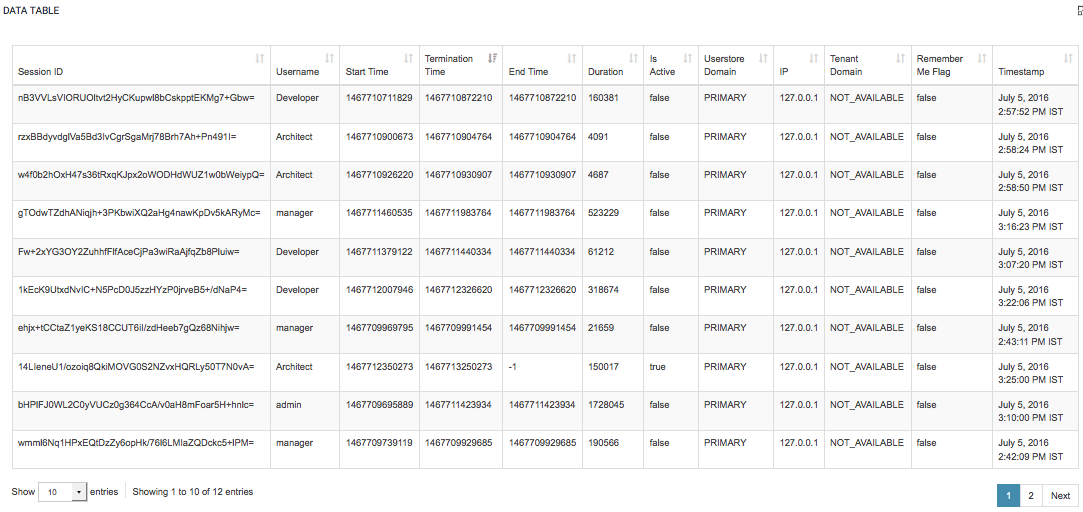 DATA TABLE
Session ID Username Start Time Termination Time End Time Duration Is Active Userstore Domain IP Tenant Domain Remember Me Flag Timestamp
nB3VVLsVIORUOltvt2HyCKupwl8bCskpptEKMg7+Gbw= Developer 1467710711829 1467710872210 1467710872210 160381 false PRIMARY 127.0.0.1 NOT_AVAILABLE false July 5, 2016
2:57:52 PM IST
rzxBBdyvdglVa5Bd3lvCgrSgaMrj78Brh7Ah+Pn491I= Architect 1467710900673 1467710904764 1467710904764 4091 false PRIMARY 127.0.0.1 NOT_AVAILABLE false July 5, 2016
2:58:24 PM IST
w4f0b2hOxH47s36tRxqKJpx2oWODHdWUZ1w0bWeiypQ= Architect 1467710926220 1467710930907 1467710930907 4687 false PRIMARY 127.0.0.1 NOT_AVAILABLE false July 5, 2016
2:58:50 PM IST
gTOdwTZdhANiqjh+3PKbwiXQ2aHg4nawKpDv5kARyMc= manager 1467711460535 1467711983764 1467711983764 523229 false PRIMARY 127.0.0.1 NOT_AVAILABLE false July 5, 2016
3:16:23 PM IST
Fw+2xYG3OY2ZuhhfFlfAceCjPa3wiRaAjfqZb8PIuiw= Developer 1467711379122 1467711440334 1467711440334 61212 false PRIMARY 127.0.0.1 NOT_AVAILABLE false July 5, 2016
3:07:20 PM IST
1kEcK9UtxdNvIC+N5PcD0J5zzHYzP0jrveB5+/dNaP4= Developer 1467712007946 1467712326620 1467712326620 318674 false PRIMARY 127.0.0.1 NOT_AVAILABLE false July 5, 2016
3:22:06 PM IST
ehjx+tCCtaZ1yeKS18CCUT6iI/zdHeeb7gQz68Nihjw= manager 1467709969795 1467709991454 1467709991454 21659 false PRIMARY 127.0.0.1 NOT_AVAILABLE false July 5, 2016
2:43:11 PM IST
14LIeneU1/ozoiq8QkiMOVG0S2NZvxHQRLy50T7N0vA= Architect 1467712350273 1467713250273 -1 150017 true PRIMARY 127.0.0.1 NOT_AVAILABLE false July 5, 2016
3:25:00 PM IST
bHPIFJ0WL2C0yVUCz0g364CcA/v0aH8mFoar5H+hnIc= admin 1467709695889 1467711423934 1467711423934 1728045 false PRIMARY 127.0.0.1 NOT_AVAILABLE false July 5, 2016
3:10:00 PM IST
wmml6Nq1HPxEQtDzZy6opHk/76I6LMIaZQDckc5+IPM= manager 1467709739119 1467709929685 1467709929685 190566 false PRIMARY 127.0.0.1 NOT_AVAILABLE false July 5, 2016
2:42:09 PM IST
Show 10 entries Showing 1 to 10 of 12 entries 1 2 Next